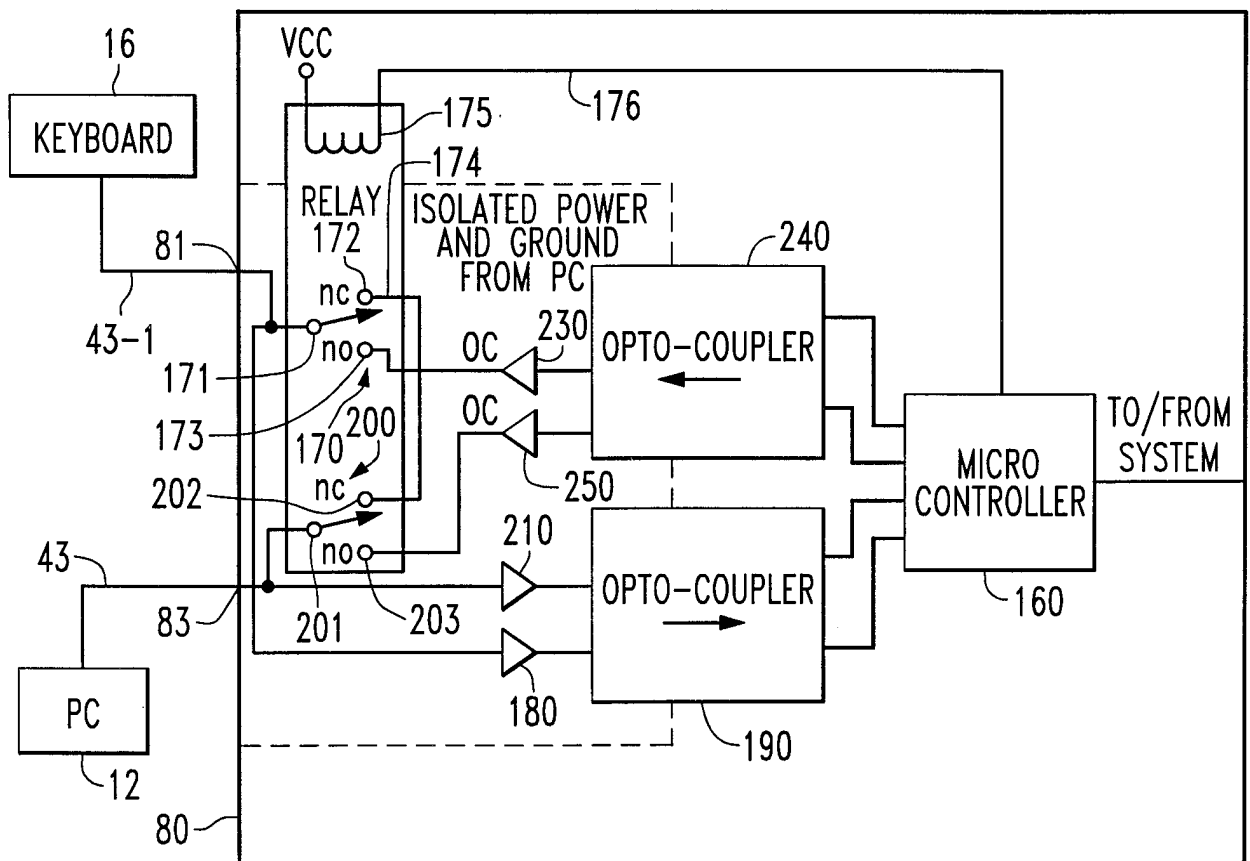 16
VCC
KEYBOARD
175
176
174
RELAY
172
ISOLATED POWER
AND GROUND
FROM PC
81
240
nc
43-1
171
no
OC
230
OPTO-COUPLER
173
170
200
OC
250
TO/FROM
SYSTEM
MICRO
CONTROLLER
nc
202
43
no
210
OPTO-COUPLER
160
83
201
203
180
PC
190
12
80